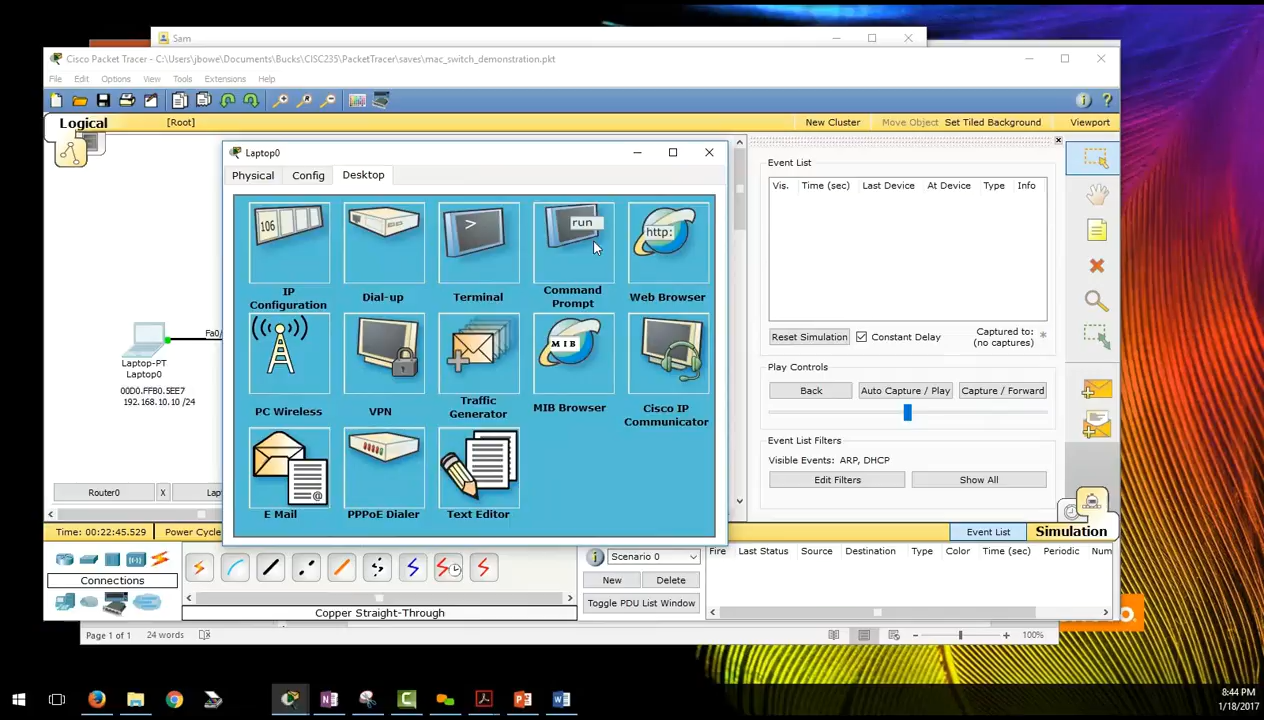 Sam
Cisco Packet Tracer - C:\Users\jbowe\Documents\Bucks\CISC235\PacketTracer\saves\mac_switch_demonstration.pkt
File Edit Options View Tools Extensions Help
Logical
[Root]
New Cluster
Move Object
Set Tiled Background
Viewport
Laptop0
Physical
Config
Desktop
106
>
run
http:
IP
Configuration
Dial-up
Terminal
Command
Prompt
Web Browser
MIB
PC Wireless
VPN
Traffic
Generator
MIB Browser
Cisco IP
Communicator
@
E Mail
PPPoE Dialer
Text Editor
Fa0/
Laptop-PT
Laptop0
00D0.FFB0.5EE7
192.168.10.10 /24
Router0
X
Lap
Event List
Vis. Time (sec) Last Device At Device Type Info
Reset Simulation
Constant Delay
Captured to:
(no captures)
*
Play Controls
Back
Auto Capture / Play
Capture / Forward
Event List Filters
Visible Events: ARP, DHCP
Edit Filters
Show All
Time: 00:22:45.529
Power Cycle
Event List
Simulation
Connections
Copper Straight-Through
Scenario 0
New
Delete
Toggle PDU List Window
Fire Last Status Source Destination Type Color Time (sec) Periodic Num
Page 1 of 1
24 words
100%
8:44 PM
1/18/2017